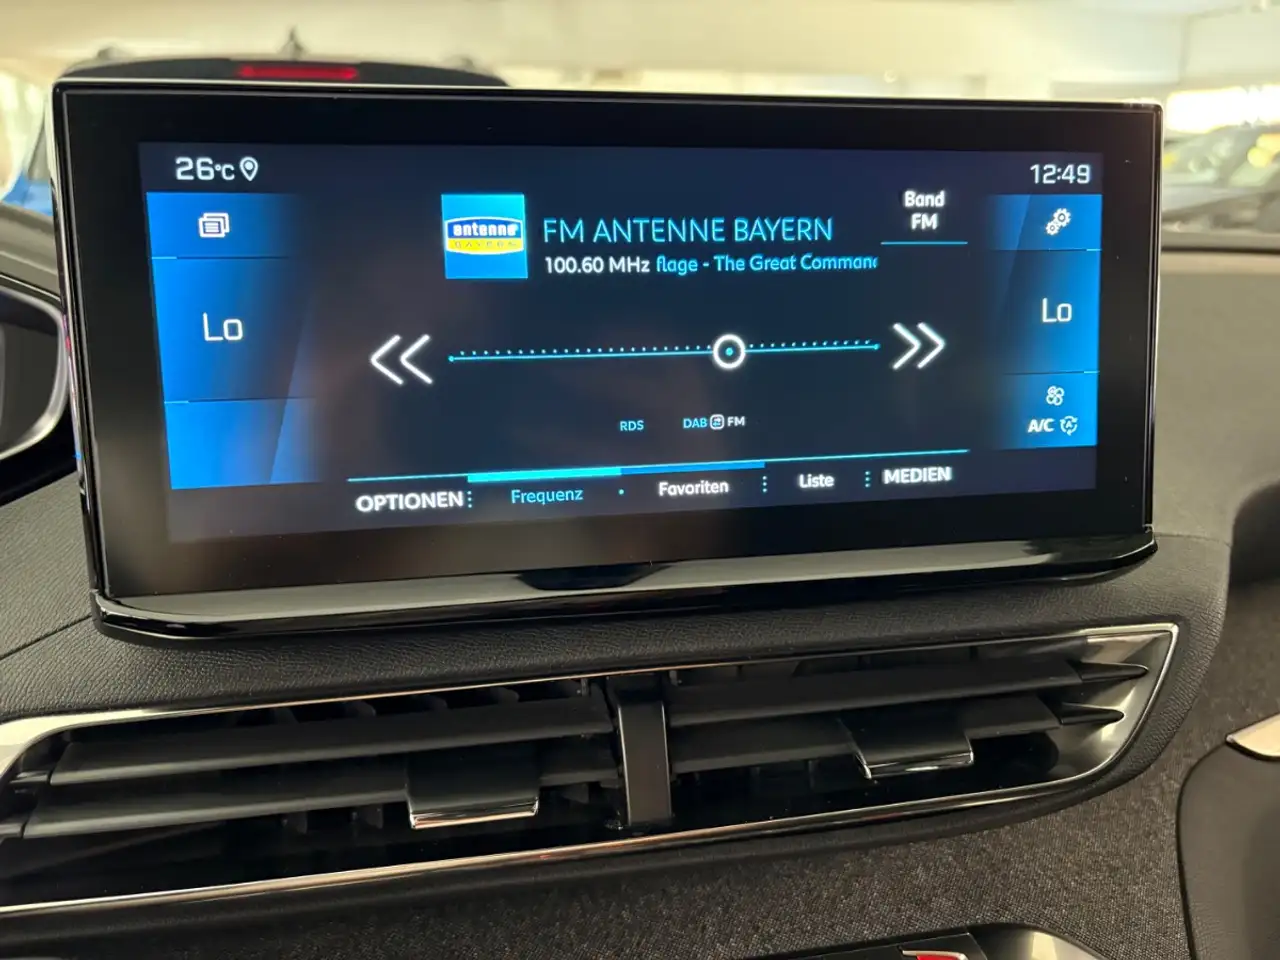 26°C
12:49
antenne
BAYERN
FM ANTENNE BAYERN
100.60 MHz flage - The Great Command
Band
FM
Lo
Lo
RDS
DAB FM
A/C
OPTIONEN
Frequenz
Favoriten
Liste
MEDIEN